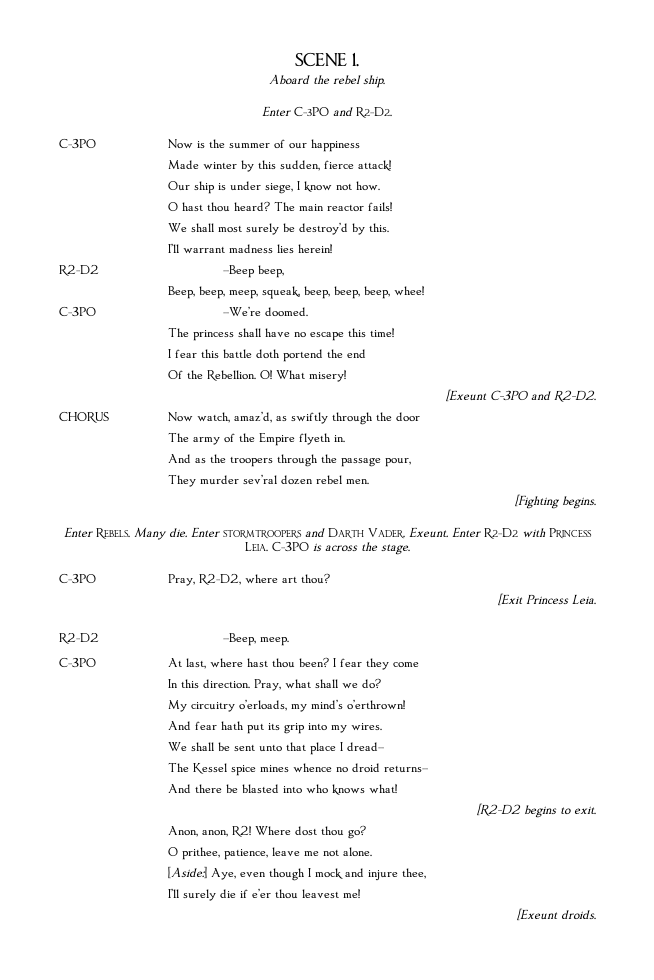 SCENE 1.
Aboard the rebel ship.
Enter C-3PO and R2-D2.
C-3PO Now is the summer of our happiness
Made winter by this sudden, fierce attack!
Our ship is under siege, I know not how.
O hast thou heard? The main reactor fails!
We shall most surely be destroy'd by this.
I'll warrant madness lies herein!
R2-D2 –Beep beep,
Beep, beep, meep, squeak, beep, beep, beep, whee!
C-3PO –We're doomed.
The princess shall have no escape this time!
I fear this battle doth portend the end
Of the Rebellion. O! What misery!
[Exeunt C-3PO and R2-D2.
CHORUS Now watch, amaz'd, as swiftly through the door
The army of the Empire flyeth in.
And as the troopers through the passage pour,
They murder sev'ral dozen rebel men.
[Fighting begins.
Enter REBELS. Many die. Enter STORMTROOPERS and DARTH VADER, Exeunt. Enter R2-D2 with PRINCESS
LEIA. C-3PO is across the stage.
C-3PO Pray, R2-D2, where art thou?
[Exit Princess Leia.
R2-D2 –Beep, meep.
C-3PO At last, where hast thou been? I fear they come
In this direction. Pray, what shall we do?
My circuitry o'erloads, my mind's o'erthrown!
And fear hath put its grip into my wires.
We shall be sent unto that place I dread–
The Kessel spice mines whence no droid returns–
And there be blasted into who knows what!
[R2-D2 begins to exit.
Anon, anon, R2! Where dost thou go?
O prithee, patience, leave me not alone.
[Aside:] Aye, even though I mock and injure thee,
I'll surely die if e'er thou leavest me!
[Exeunt droids.